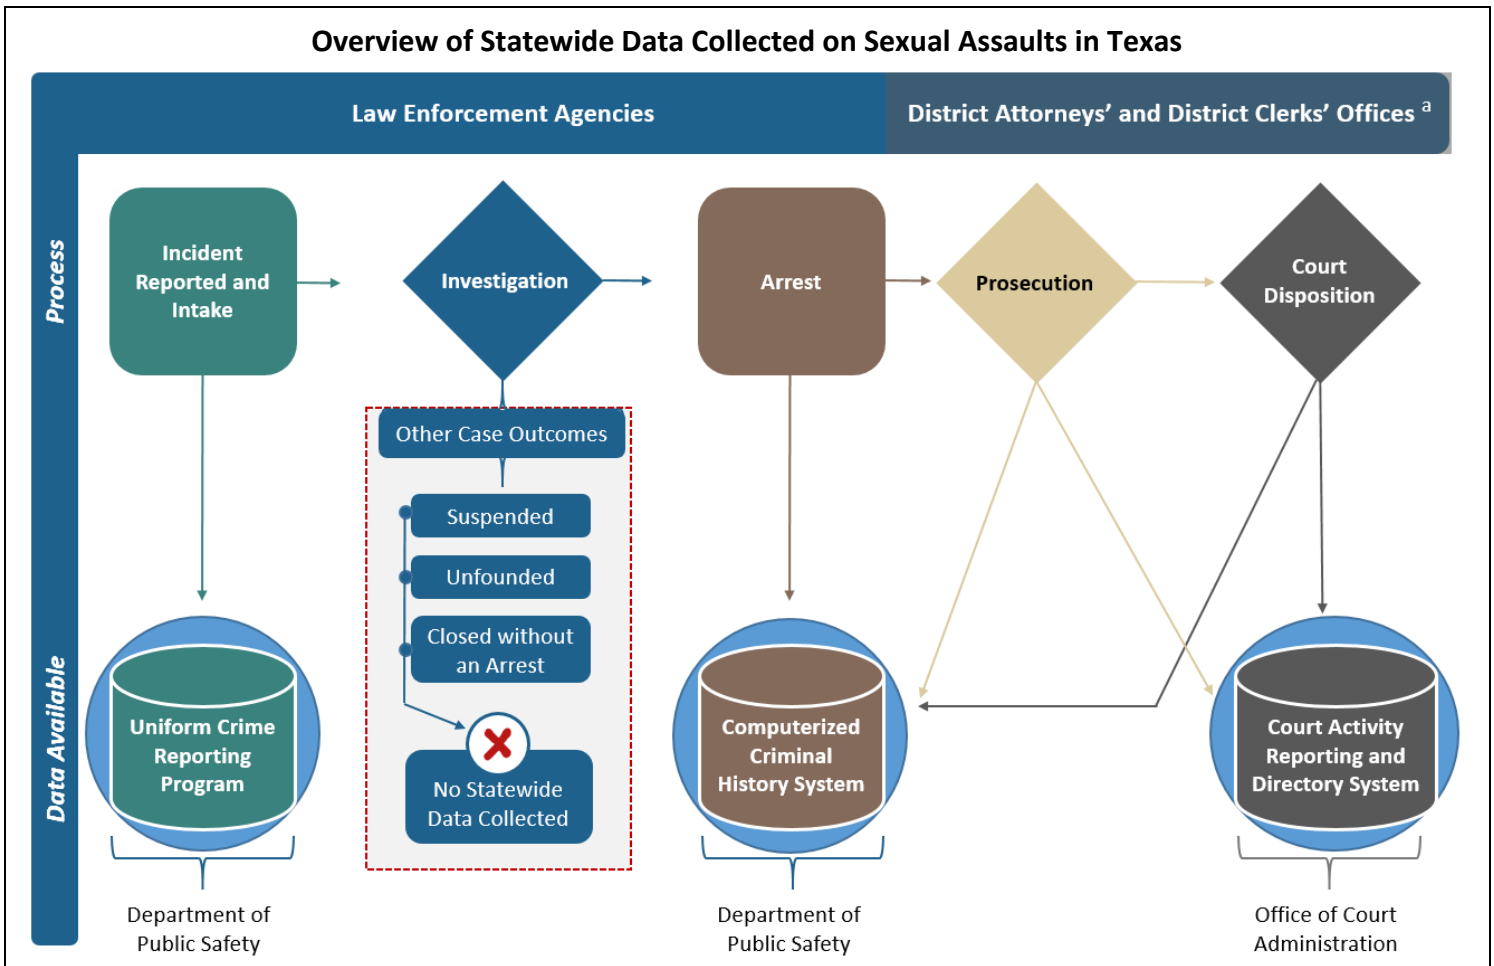 Overview of Statewide Data Collected on Sexual Assaults in Texas
Law Enforcement Agencies
District Attorneys' and District Clerks' Offices a
Process
Incident
Reported and
Intake
Investigation
Arrest
Prosecution
Court
Disposition
Other Case Outcomes
Suspended
Unfounded
Closed without
an Arrest
No Statewide
Data Collected
Data Available
Uniform Crime
Reporting
Program
Computerized
Criminal
History System
Court Activity
Reporting and
Directory System
Department of
Public Safety
Department of
Public Safety
Office of Court
Administration